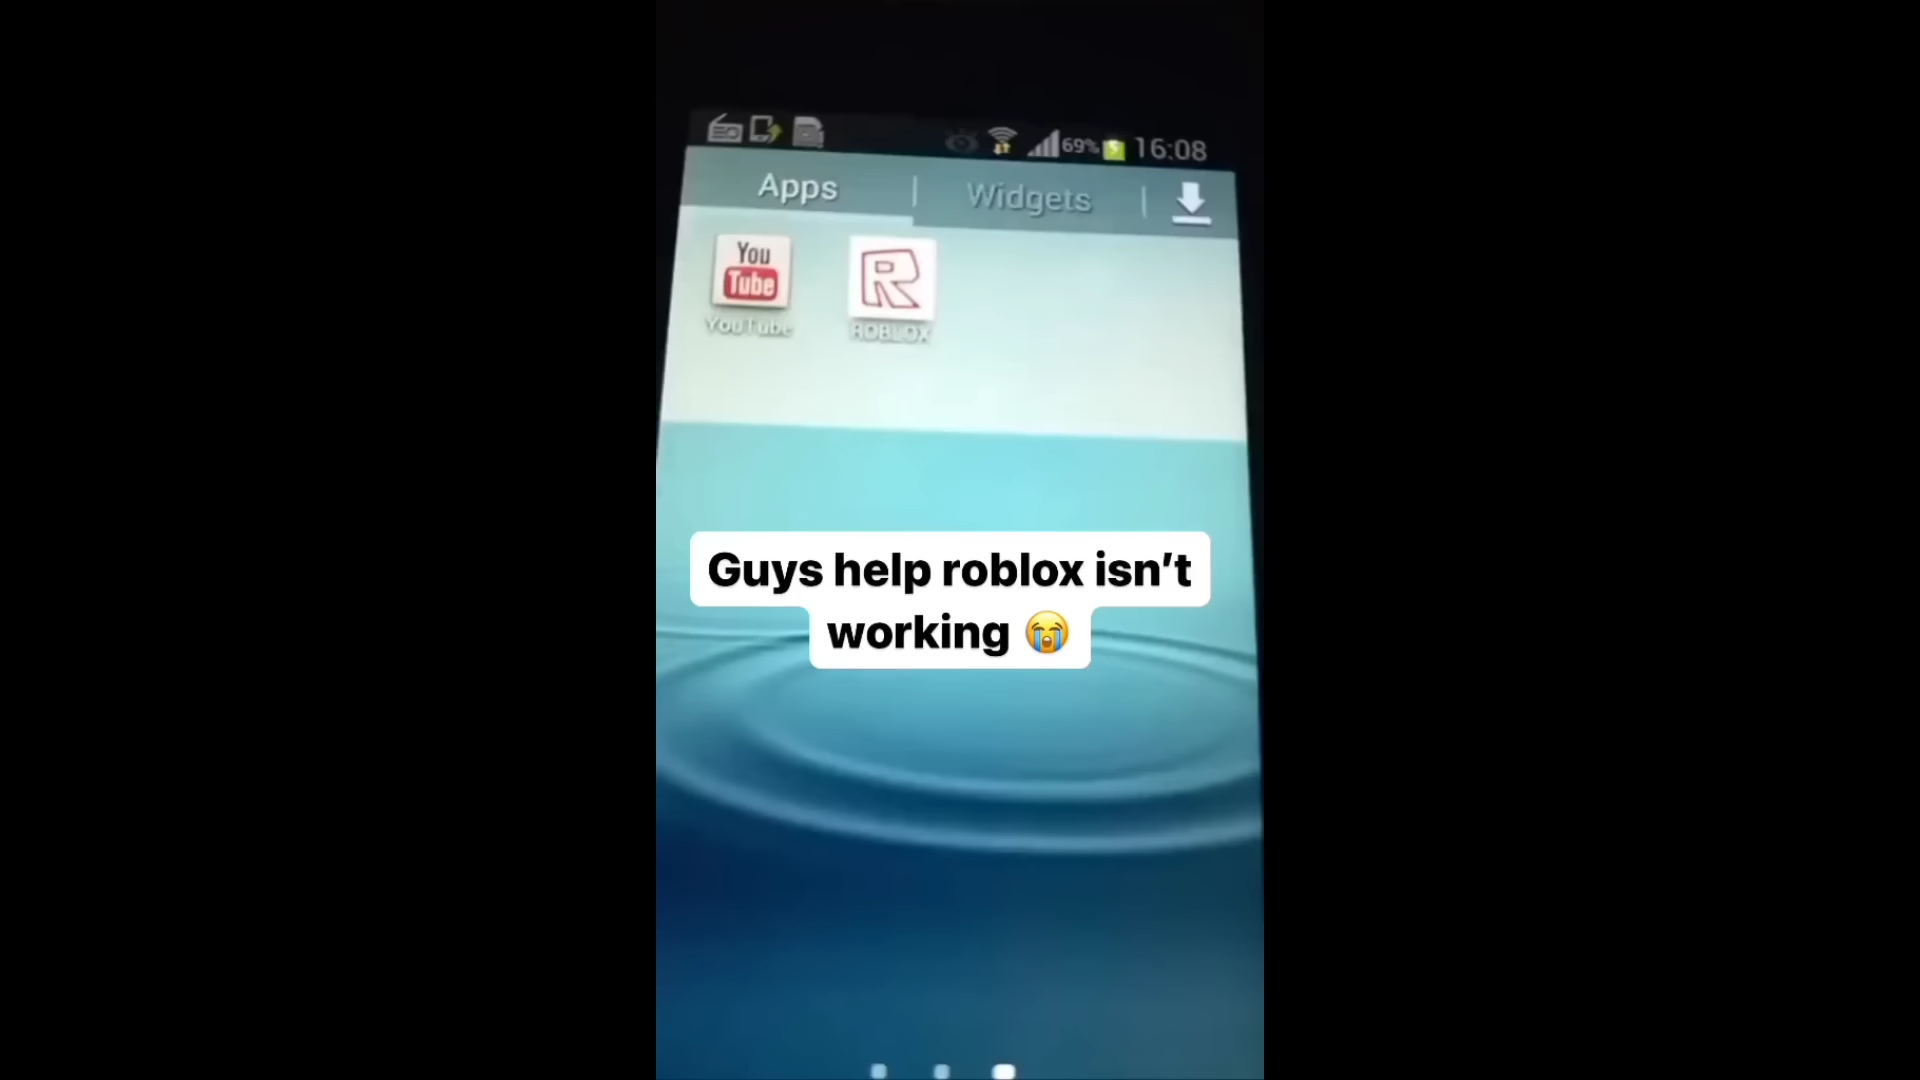 69% 16:08
Apps Widgets
You
Tube
YouTube ROBLOX
Guys help roblox isn’t
working 😭